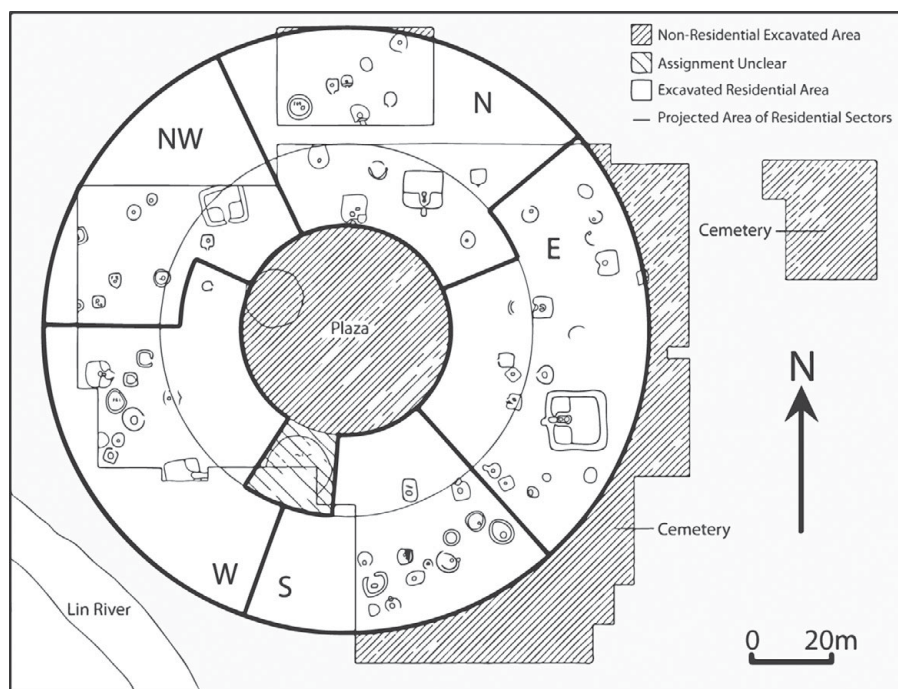 Non-Residential Excavated Area
Assignment Unclear
Excavated Residential Area
Projected Area of Residential Sectors
N
NW
E
Cemetery
Plaza
N
Cemetery
W
S
Lin River
0 20m